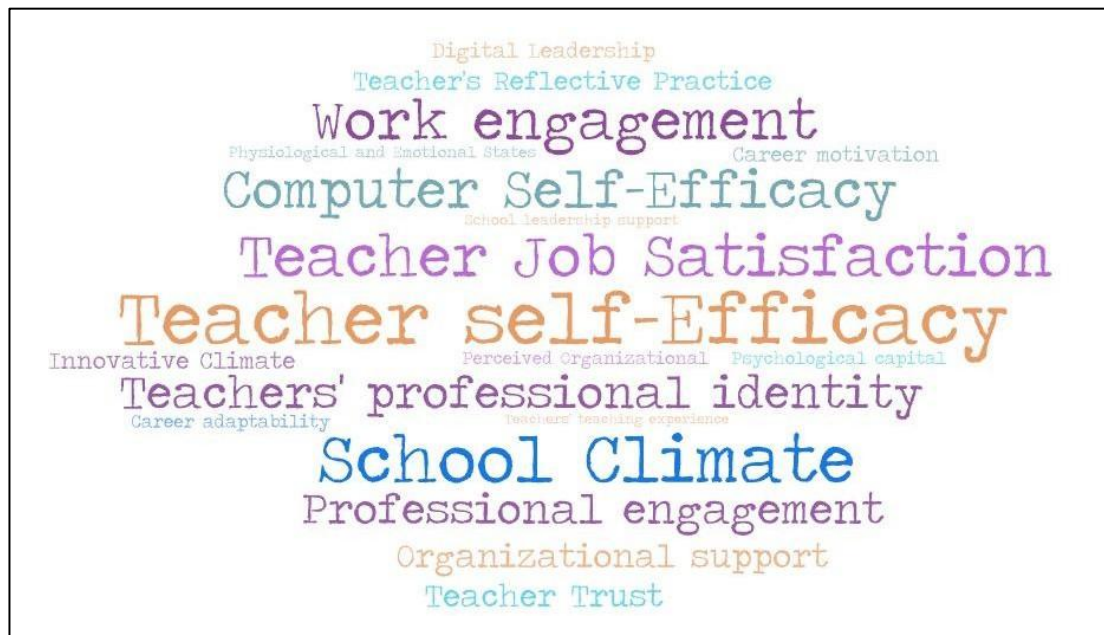 Digital Leadership
Teacher's Reflective Practice
Work engagement
Physiological and Emotional States
Career motivation
Computer Self-Efficacy
School leadership support
Teacher Job Satisfaction
Teacher self-Efficacy
Innovative Climate
Perceived Organizational
Psychological capital
Teachers' professional identity
Career adaptability
Teachers' teaching experience
School Climate
Professional engagement
Organizational support
Teacher Trust